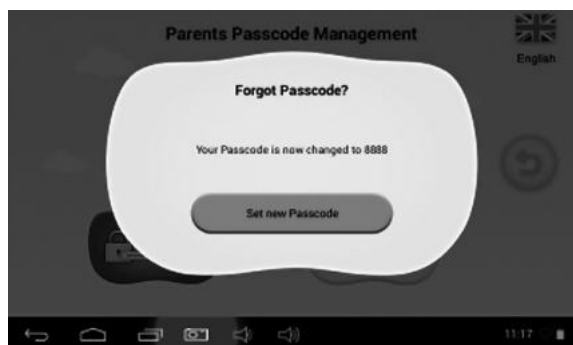 Parents Passcode Management
English
Forgot Passcode?
Your Passcode is now changed to 8888
Set new Passcode
11:17